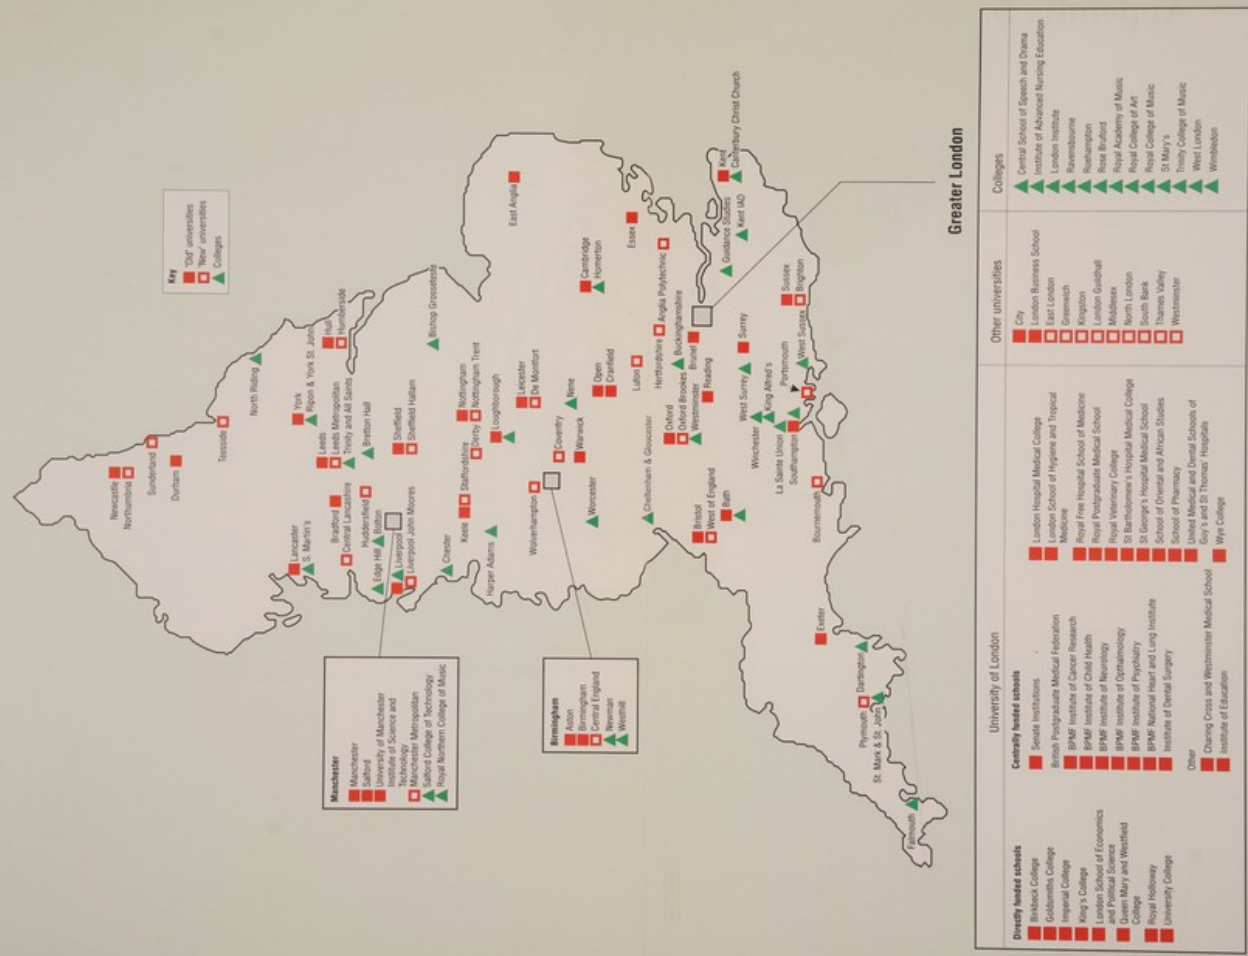 Key
"Old" universities
"New" universities
Colleges
Newcastle
Northumbria
Sunderland
Durham
Teesside
North Riding
Lancaster
S. Martin's
York
Ripon & York St. John
Hull
Humberside
Bradford
Central Lancashire
Leeds
Leeds Metropolitan
Trinity and All Saints
Bretton Hall
Huddersfield
Bolton
Edge Hill
Liverpool
Liverpool John Moores
Sheffield
Sheffield Hallam
Bishop Grosseteste
Chester
Keele
Staffordshire
Derby
Nottingham
Nottingham Trent
Loughborough
Harper Adams
Leicester
De Montfort
East Anglia
Wolverhampton
Coventry
Warwick
Nene
Worcester
Open
Cranfield
Cambridge
Homerton
Luton
Essex
Cheltenham & Gloucester
Hertfordshire
Anglia Polytechnic
Buckinghamshire
Oxford
Oxford Brookes
Westminster
Brunel
Reading
Bristol
West of England
Bath
Guidance Studies
Kent IAD
Kent
Canterbury Christ Church
West Surrey
Surrey
King Alfred's
Winchester
La Sainte Union
Southampton
Portsmouth
West Sussex
Sussex
Brighton
Bournemouth
Exeter
Dartington
Plymouth
St. Mark & St. John
Falmouth
Manchester
Manchester
Salford
University of Manchester
Institute of Science and
Technology
Manchester Metropolitan
Salford College of Technology
Royal Northern College of Music
Birmingham
Aston
Birmingham
Central England
Newman
Westhill
Greater London
University of London
Directly funded schools
Birkbeck College
Goldsmiths College
Imperial College
King's College
London School of Economics
and Political Science
Queen Mary and Westfield
College
Royal Holloway
University College
Centrally funded schools
Senate Institutions
British Postgraduate Medical Federation
BPMF Institute of Cancer Research
BPMF Institute of Child Health
BPMF Institute of Neurology
BPMF Institute of Opthalmology
BPMF Institute of Psychiatry
BPMF National Heart and Lung Institute
Institute of Dental Surgery
Other
Charing Cross and Westminster Medical School
Institute of Education
London Hospital Medical College
London School of Hygiene and Tropical
Medicine
Royal Free Hospital School of Medicine
Royal Postgraduate Medical School
Royal Veterinary College
St Bartholomew's Hospital Medical College
St George's Hospital Medical School
School of Oriental and African Studies
School of Pharmacy
United Medical and Dental Schools of
Guy's and St Thomas' Hospitals
Wye College
Other universities
City
London Business School
East London
Greenwich
Kingston
London Guildhall
Middlesex
North London
South Bank
Thames Valley
Westminster
Colleges
Central School of Speech and Drama
Institute of Advanced Nursing Education
London Institute
Ravensbourne
Roehampton
Rose Bruford
Royal Academy of Music
Royal College of Art
Royal College of Music
St Mary's
Trinity College of Music
West London
Wimbledon